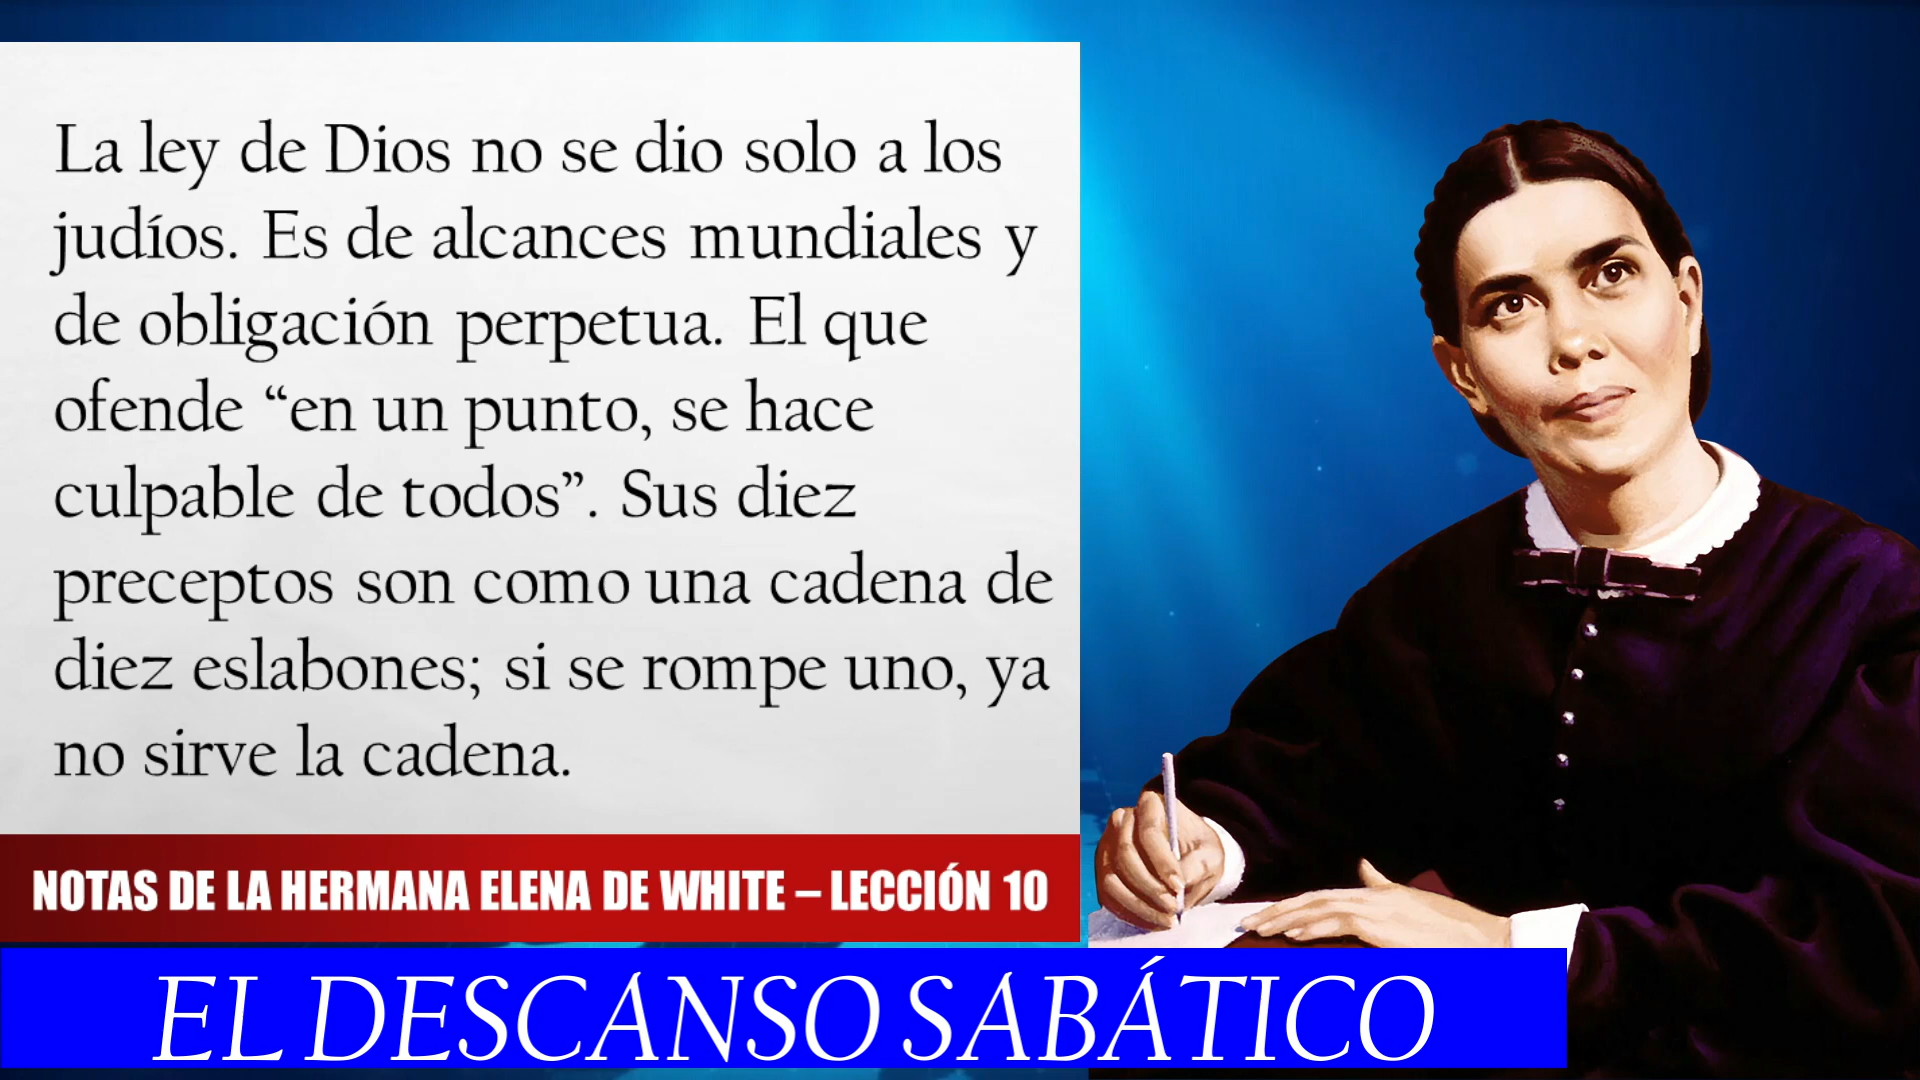 La ley de Dios no se dio solo a los
judíos. Es de alcances mundiales y
de obligación perpetua. El que
ofende “en un punto, se hace
culpable de todos”. Sus diez
preceptos son como una cadena de
diez eslabones; si se rompe uno, ya
no sirve la cadena.
NOTAS DE LA HERMANA ELENA DE WHITE – LECCIÓN 10
EL DESCANSO SABÁTICO